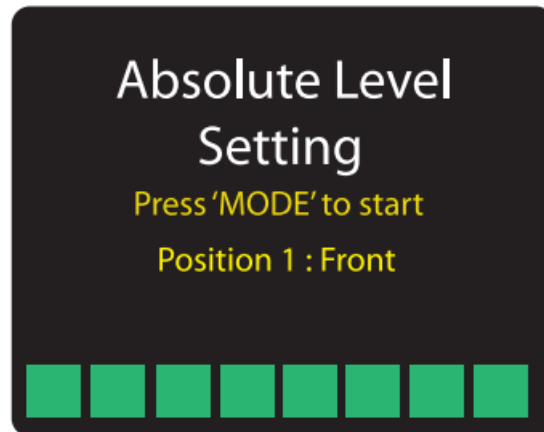 Absolute Level
Setting
Press ‘MODE’ to start
Position 1 : Front